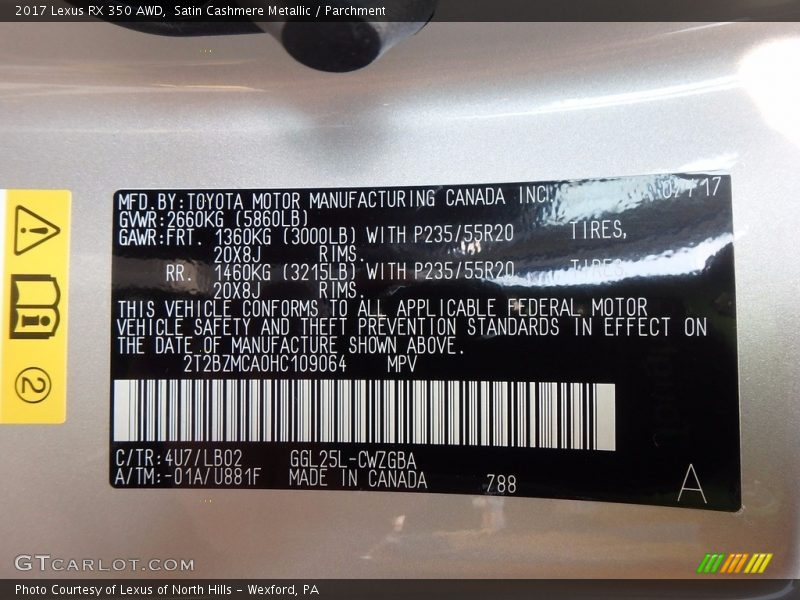 2017 Lexus RX 350 AWD, Satin Cashmere Metallic / Parchment
MFD.BY:TOYOTA MOTOR MANUFACTURING CANADA INC. 17
GVWR:2660KG (5860LB)
GAWR:FRT. 1360KG (3000LB) WITH P235/55R20 TIRES,
20X8J RIMS.
RR. 1460KG (3215LB) WITH P235/55R20 TIRES
20X8J RIMS.
THIS VEHICLE CONFORMS TO ALL APPLICABLE FEDERAL MOTOR
VEHICLE SAFETY AND THEFT PREVENTION STANDARDS IN EFFECT ON
THE DATE OF MANUFACTURE SHOWN ABOVE.
2T2BZMCA0HC109064 MPV
C/TR:4U7/LB02 GGL25L-CWZGBA
A/TM:-01A/U881F MADE IN CANADA 788
A
2
GTCARLOT.COM
Photo Courtesy of Lexus of North Hills - Wexford, PA